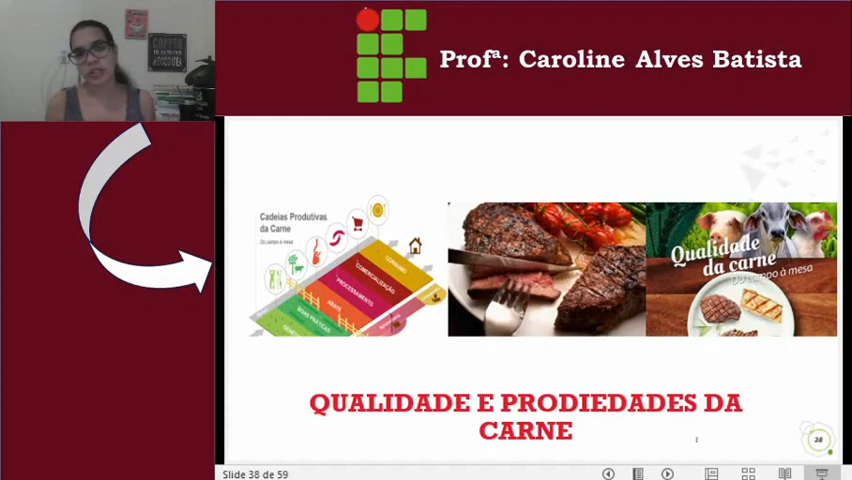 Profª: Caroline Alves Batista
Cadeias Produtivas
da Carne
Do campo à mesa
CONSUMO
COMERCIALIZAÇÃO
PROCESSAMENTO
ABATE
BOAS PRÁTICAS
Qualidade
da carne
Do campo à mesa
QUALIDADE E PRODIEDADES DA
CARNE
38
Slide 38 de 59